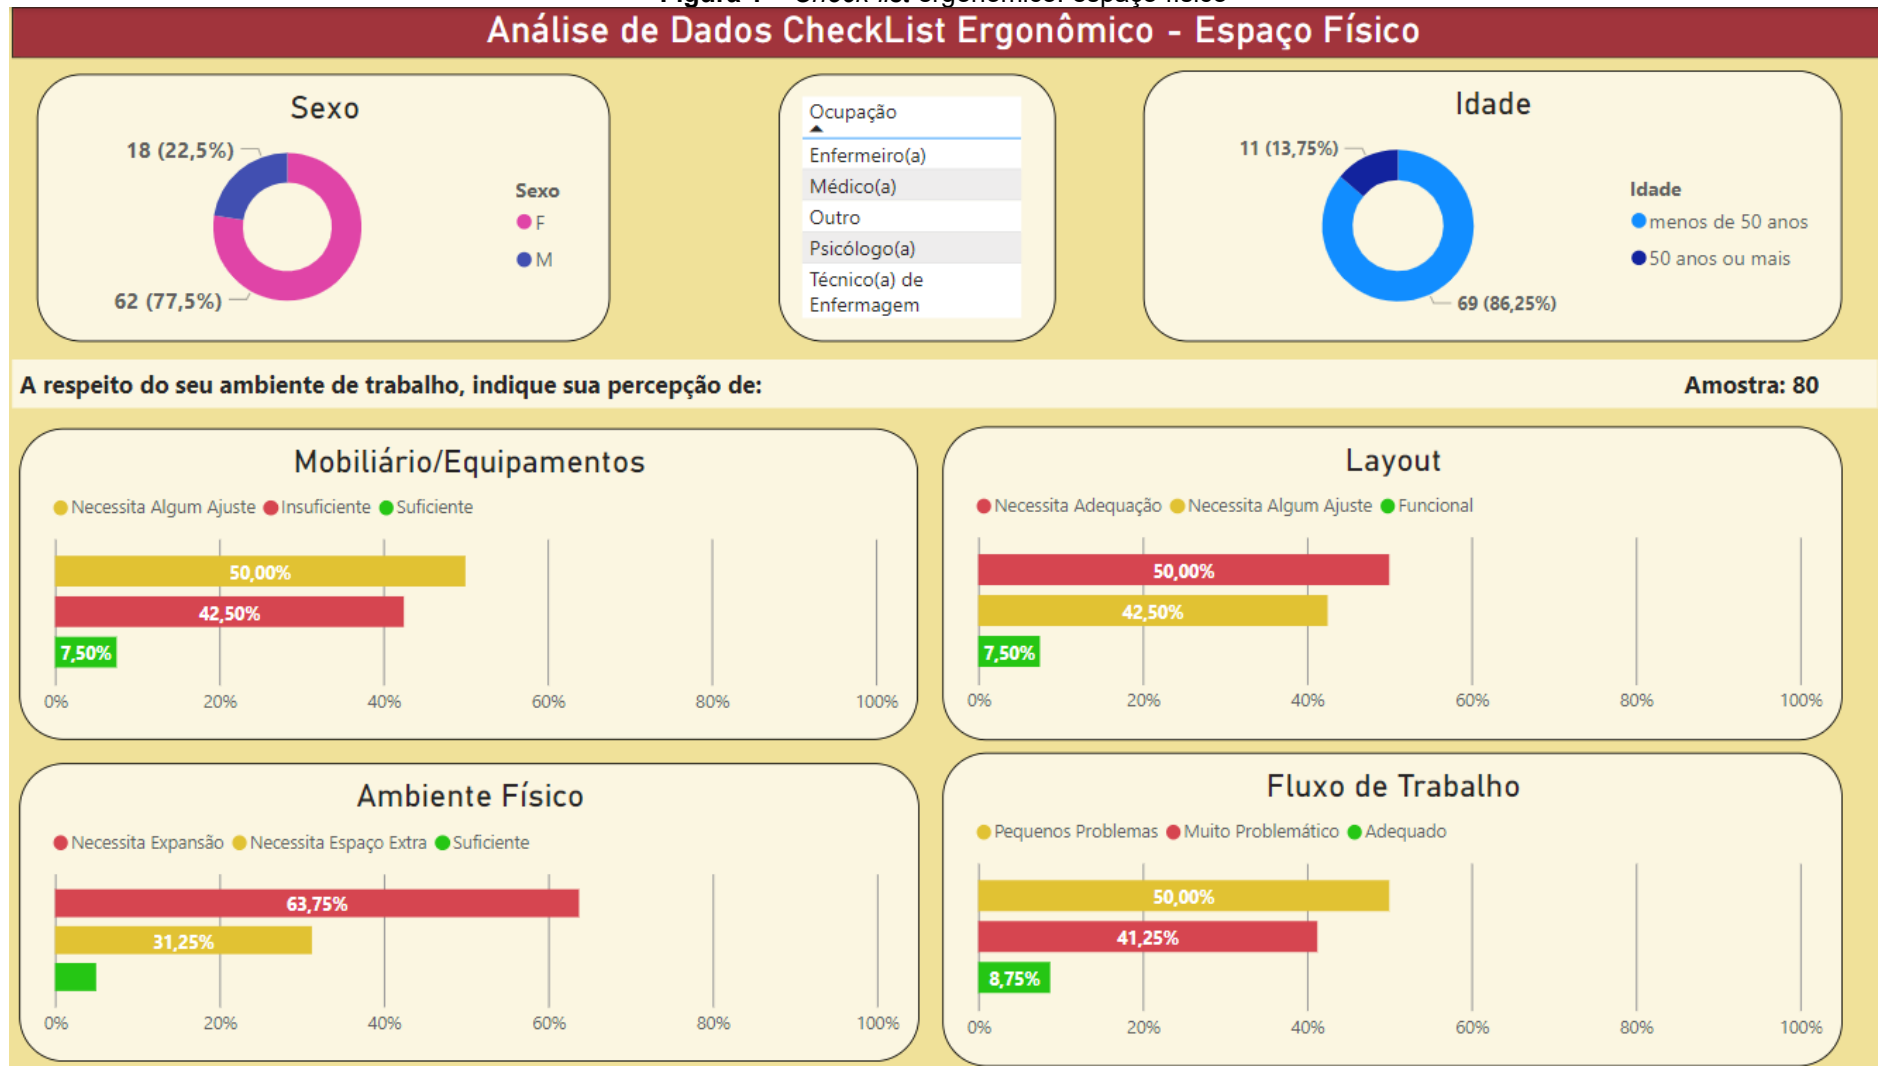 Análise de Dados CheckList Ergonômico - Espaço Físico
Sexo
18 (22,5%)
62 (77,5%)
Sexo
F
M
Ocupação
Enfermeiro(a)
Médico(a)
Outro
Psicólogo(a)
Técnico(a) de
Enfermagem
Idade
11 (13,75%)
69 (86,25%)
Idade
menos de 50 anos
50 anos ou mais
A respeito do seu ambiente de trabalho, indique sua percepção de: Amostra: 80
Mobiliário/Equipamentos
Necessita Algum Ajuste Insuficiente Suficiente
50,00%
42,50%
7,50%
0% 20% 40% 60% 80% 100%
Layout
Necessita Adequação Necessita Algum Ajuste Funcional
50,00%
42,50%
7,50%
0% 20% 40% 60% 80% 100%
Ambiente Físico
Necessita Expansão Necessita Espaço Extra Suficiente
63,75%
31,25%
0% 20% 40% 60% 80% 100%
Fluxo de Trabalho
Pequenos Problemas Muito Problemático Adequado
50,00%
41,25%
8,75%
0% 20% 40% 60% 80% 100%